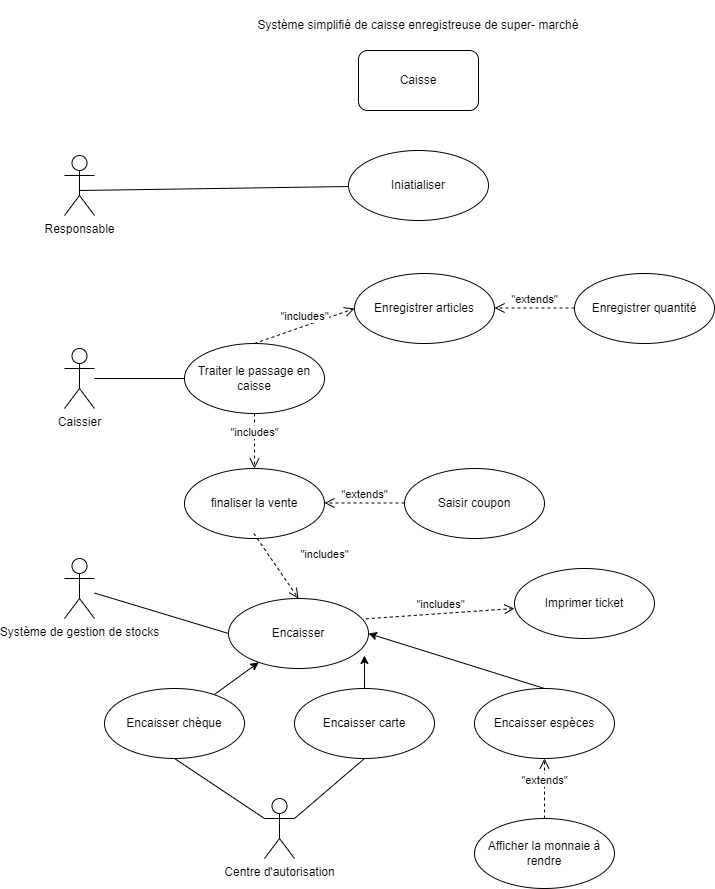 Système simplifié de caisse enregistreuse de super- marché
Caisse
Iniatialiser
Responsable
"includes"
Enregistrer articles
"extends"
Enregistrer quantité
Traiter le passage en
caisse
Caissier
"includes"
finaliser la vente
"extends"
Saisir coupon
"includes"
Système de gestion de stocks
Encaisser
"includes"
Imprimer ticket
Encaisser chèque
Encaisser carte
Encaisser espèces
"extends"
Centre d'autorisation
Afficher la monnaie à
rendre